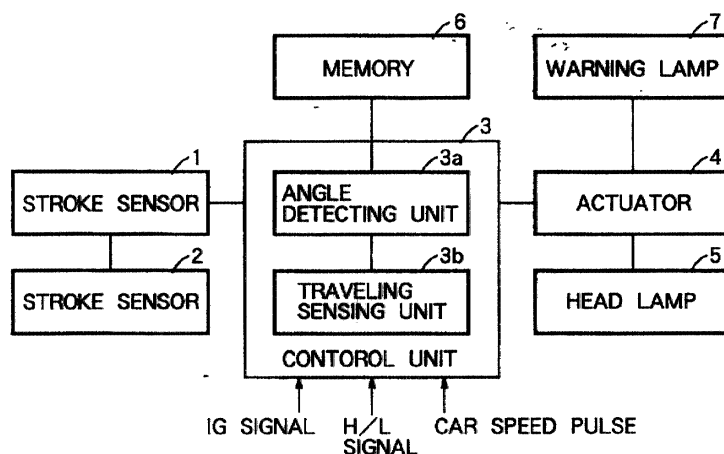 6
MEMORY
7
WARNING LAMP
3
1
STROKE SENSOR
3a
ANGLE
DETECTING UNIT
4
ACTUATOR
2
STROKE SENSOR
3b
TRAVELING
SENSING UNIT
5
HEAD LAMP
CONTOROL UNIT
IG SIGNAL
H/L
SIGNAL
CAR SPEED PULSE